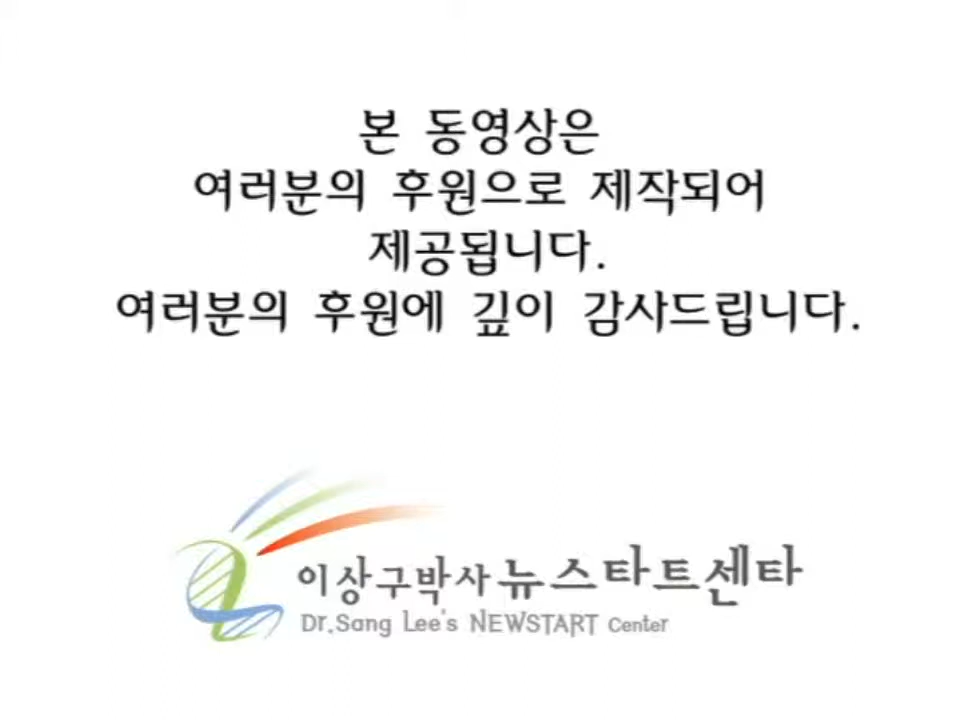 본 동영상은
여러분의 후원으로 제작되어
제공됩니다.
여러분의 후원에 깊이 감사드립니다.
이상구박사뉴스타트센타
Dr.Sang Lee's NEWSTART Center